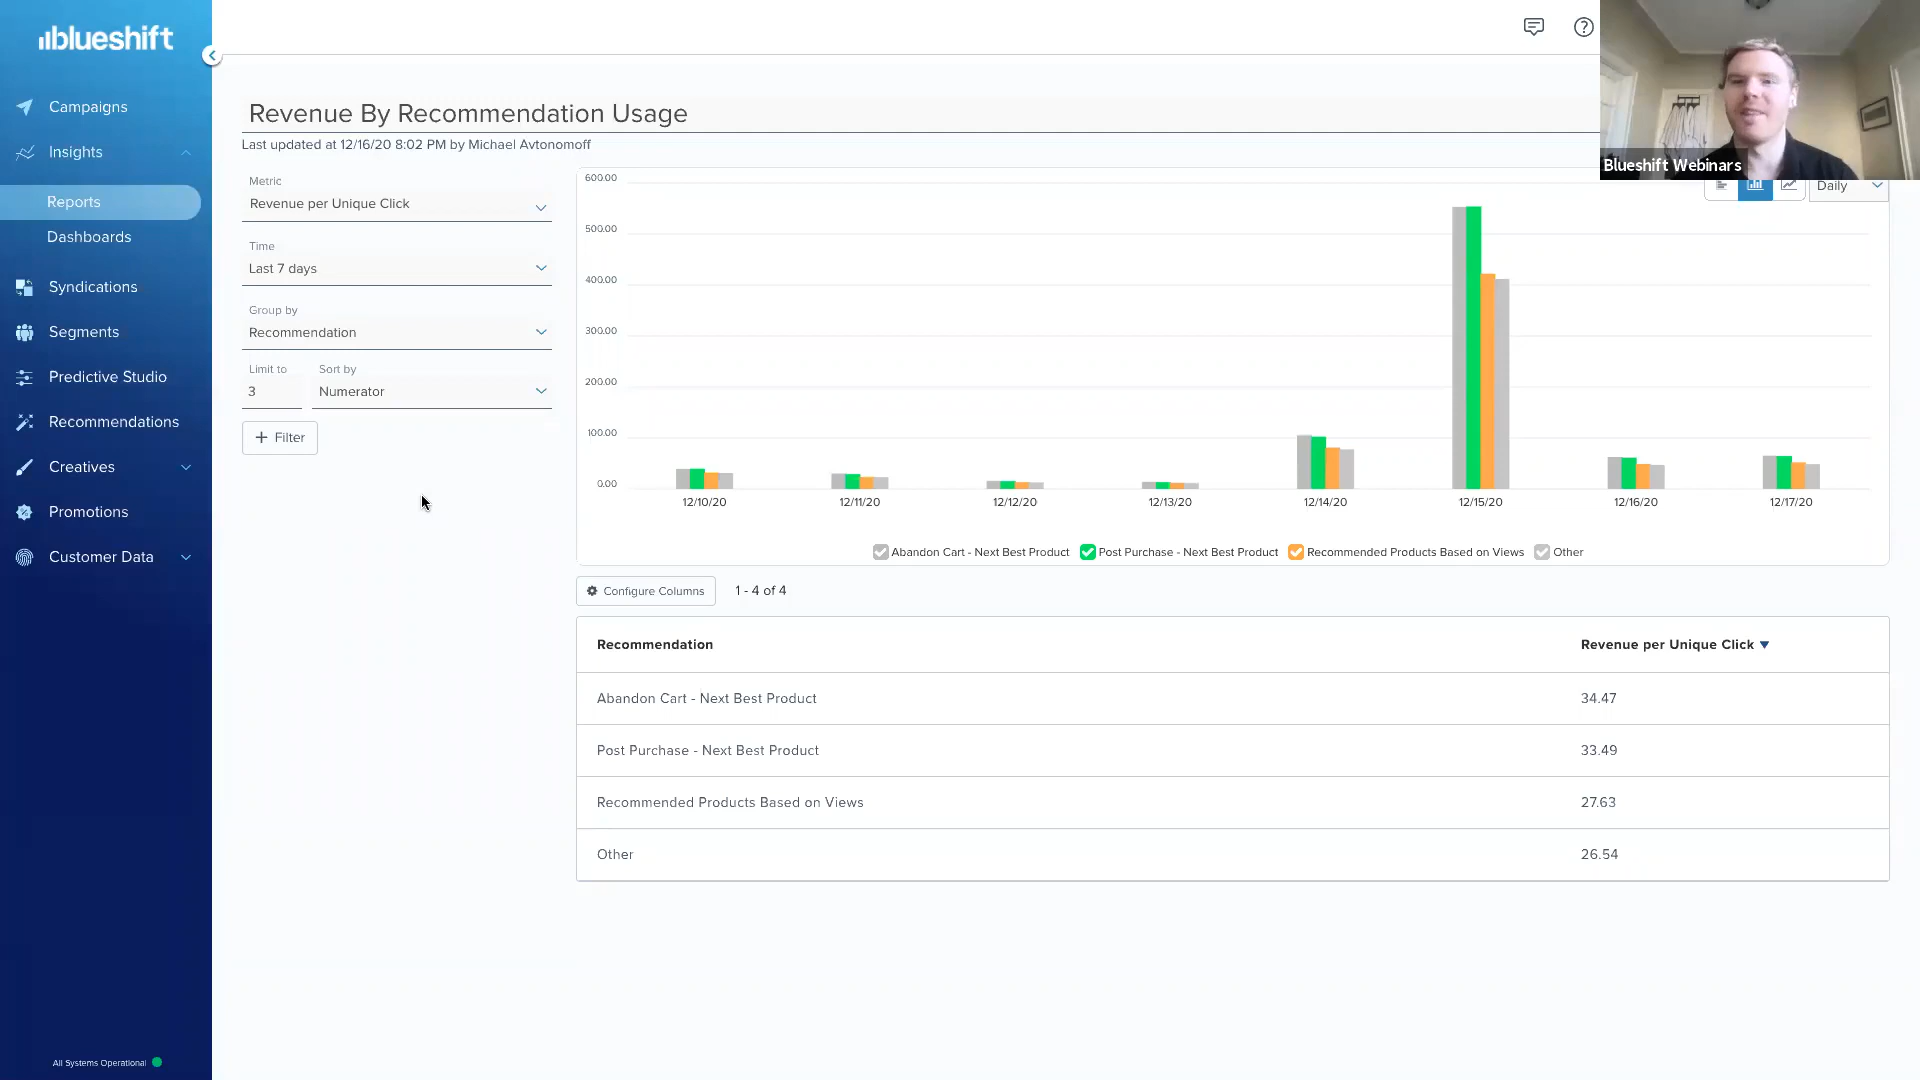 blueshift
Campaigns
Insights
Reports
Dashboards
Syndications
Segments
Predictive Studio
Recommendations
Creatives
Promotions
Customer Data
All Systems Operational
Revenue By Recommendation Usage
Last updated at 12/16/20 8:02 PM by Michael Avtonomoff
Metric
Revenue per Unique Click
Time
Last 7 days
Group by
Recommendation
Limit to
Sort by
3
Numerator
+ Filter
Blueshift Webinars
Daily
600.00
500.00
400.00
300.00
200.00
100.00
0.00
12/10/20
12/11/20
12/12/20
12/13/20
12/14/20
12/15/20
12/16/20
12/17/20
Abandon Cart - Next Best Product
Post Purchase - Next Best Product
Recommended Products Based on Views
Other
Configure Columns
1 - 4 of 4
Recommendation Revenue per Unique Click
Abandon Cart - Next Best Product 34.47
Post Purchase - Next Best Product 33.49
Recommended Products Based on Views 27.63
Other 26.54